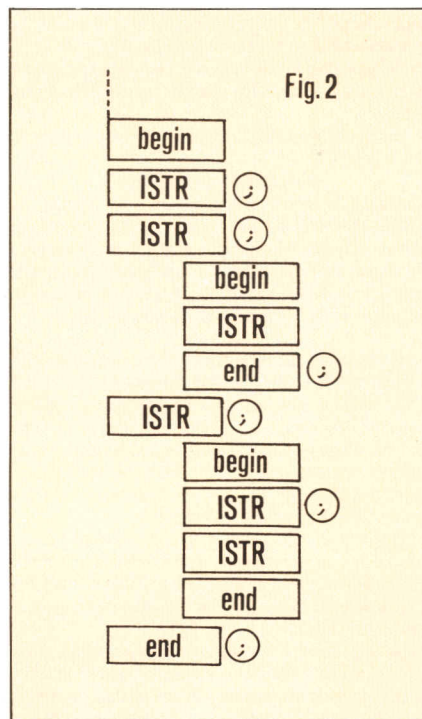 Fig. 2
begin
ISTR ;
ISTR ;
begin
ISTR
end ;
ISTR ;
begin
ISTR ;
ISTR
end
end ;